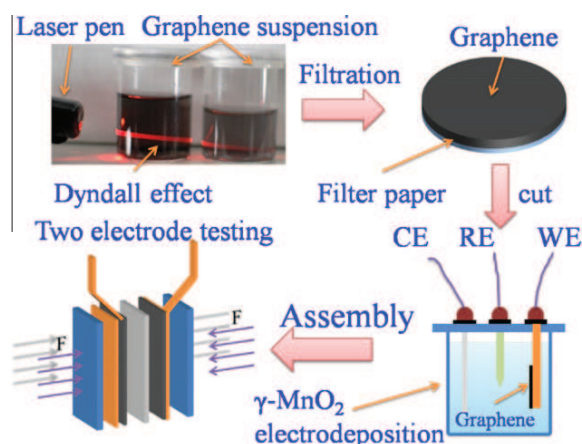 Laser pen Graphene suspension
Graphene
Filtration
Dyndall effect
Filter paper
cut
Two electrode testing
CE RE WE
F
F
Assembly
γ-MnO₂
electrodeposition
Graphene